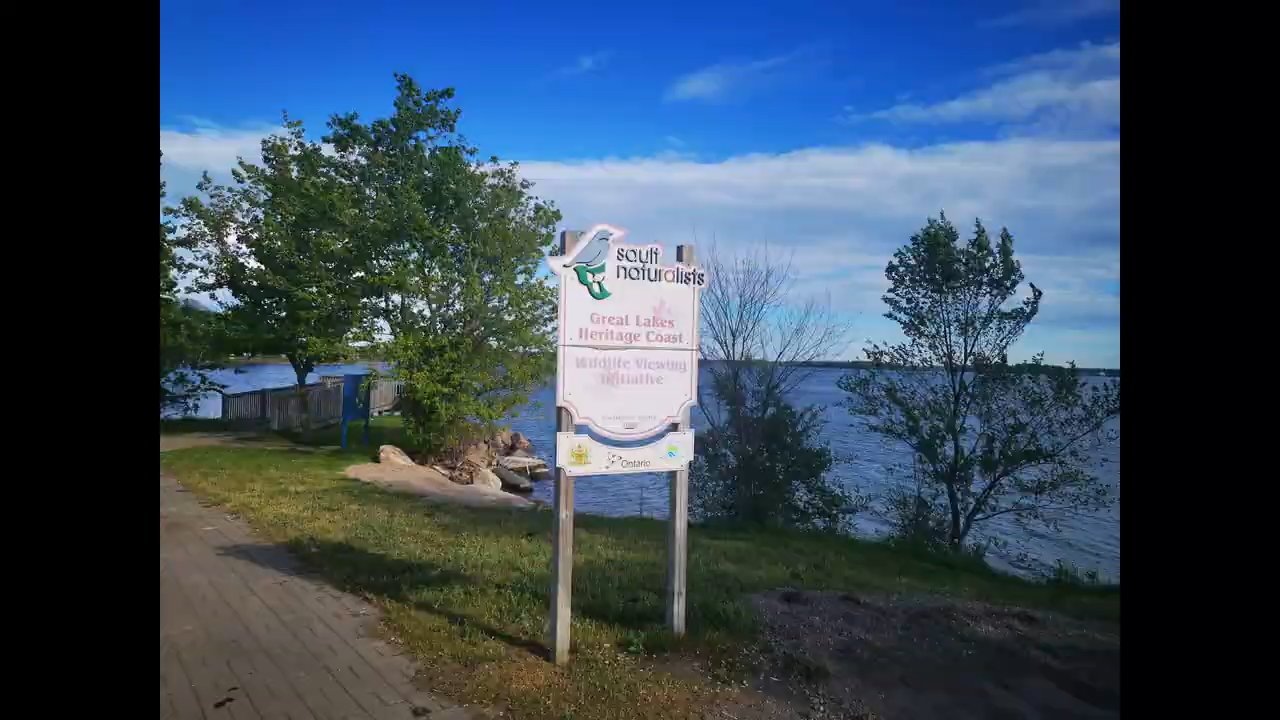 sault
naturalists
Great Lakes
Heritage Coast
Wildlife Viewing
Initiative
Ontario